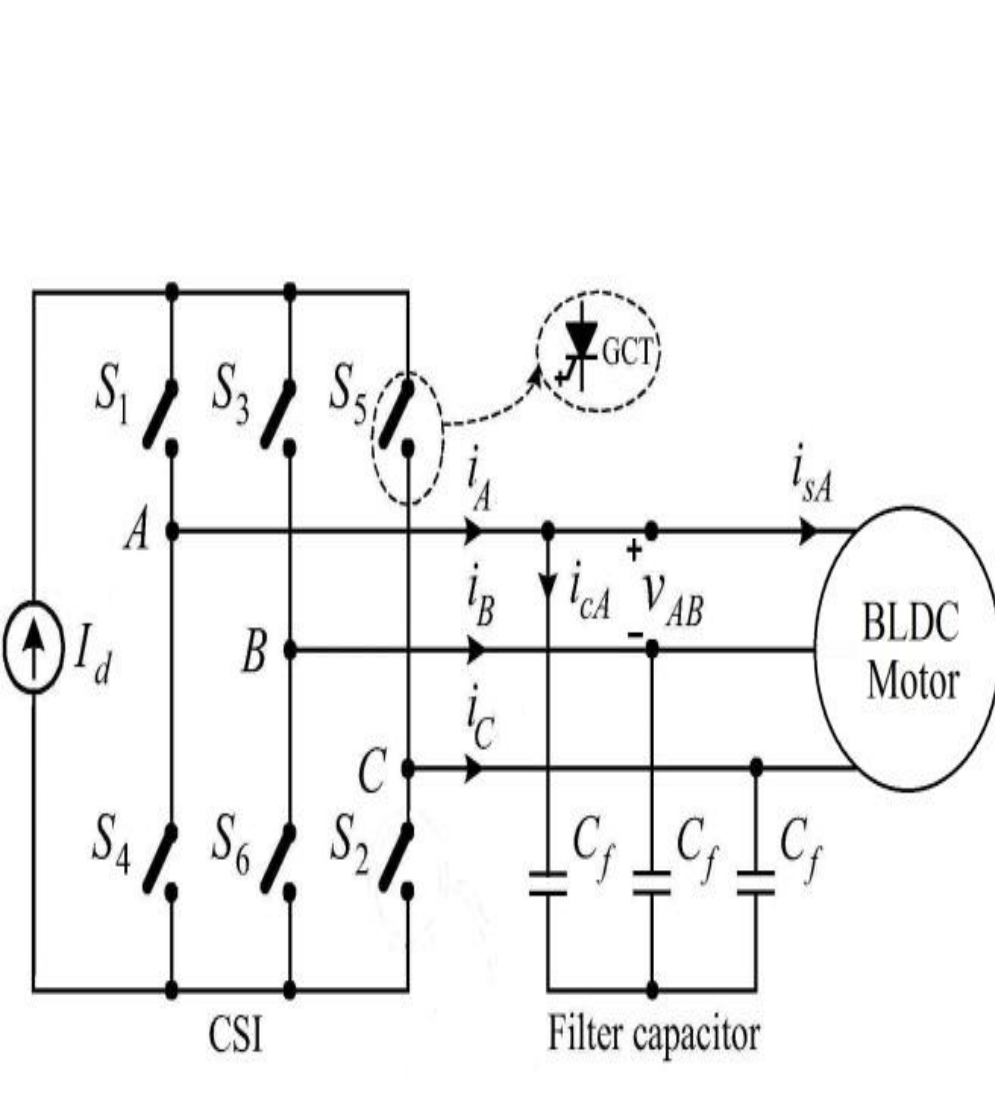 GCT
S1
S3
S5
iA
isA
A
icA
+
vAB
-
iB
BLDC
Motor
Id
B
iC
C
S4
S6
S2
Cf
Cf
Cf
CSI
Filter capacitor